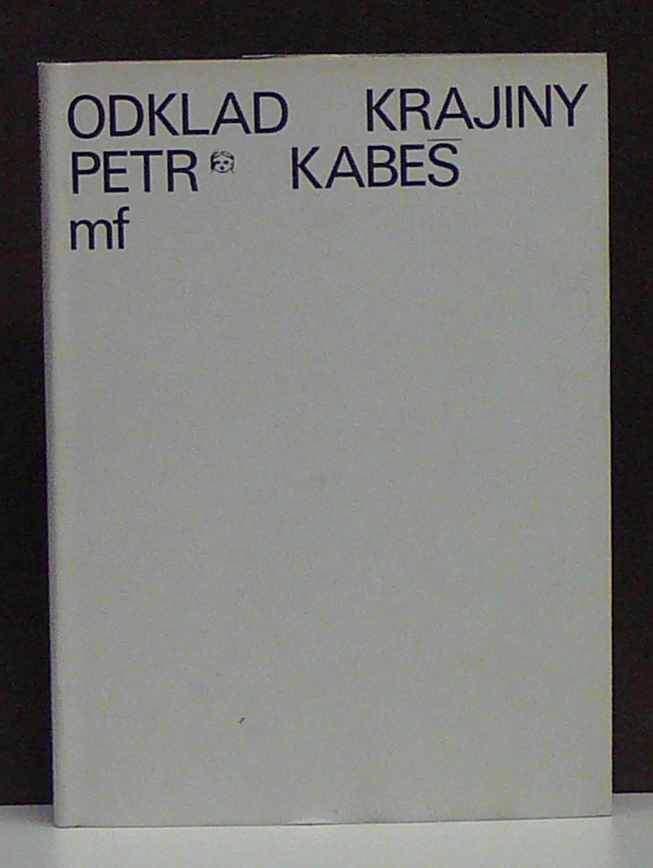 ODKLAD KRAJINY
PETR KABEŠ
mf